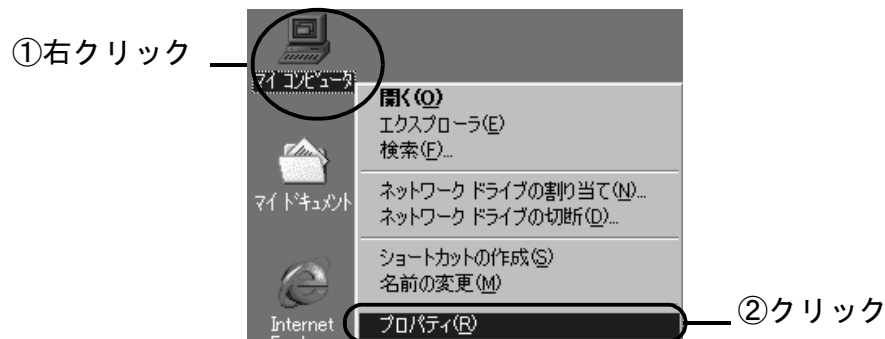 ①右クリック
マイ コンピュータ
開く(O)
エクスプローラ(E)
検索(F)...
マイ ドキュメント
ネットワーク ドライブの割り当て(N)...
ネットワーク ドライブの切断(D)...
ショートカットの作成(S)
名前の変更(M)
Internet
プロパティ(R)
②クリック